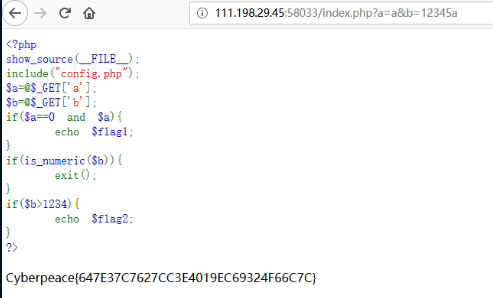 111.198.29.45:58033/index.php?a=a&b=12345a
<?php
show_source(__FILE__);
include("config.php");
$a=@$_GET['a'];
$b=@$_GET['b'];
if($a==0 and $a){
echo $flag1;
}
if(is_numeric($b)){
exit();
}
if($b>1234){
echo $flag2;
}
?>
Cyberpeace{647E37C7627CC3E4019EC69324F66C7C}